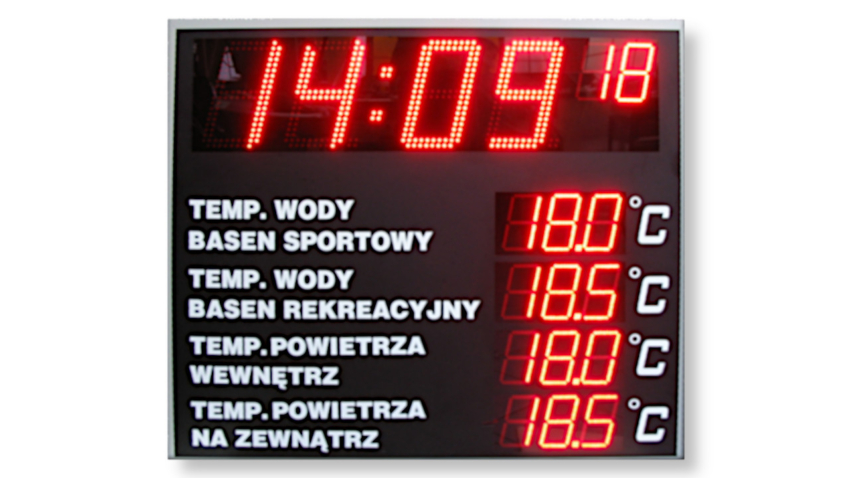 14:09 18
TEMP. WODY
BASEN SPORTOWY 18.0 °C
TEMP. WODY
BASEN REKREACYJNY 18.5 °C
TEMP. POWIETRZA
WEWNĘTRZ 18.0 °C
TEMP. POWIETRZA
NA ZEWNĄTRZ 18.5 °C